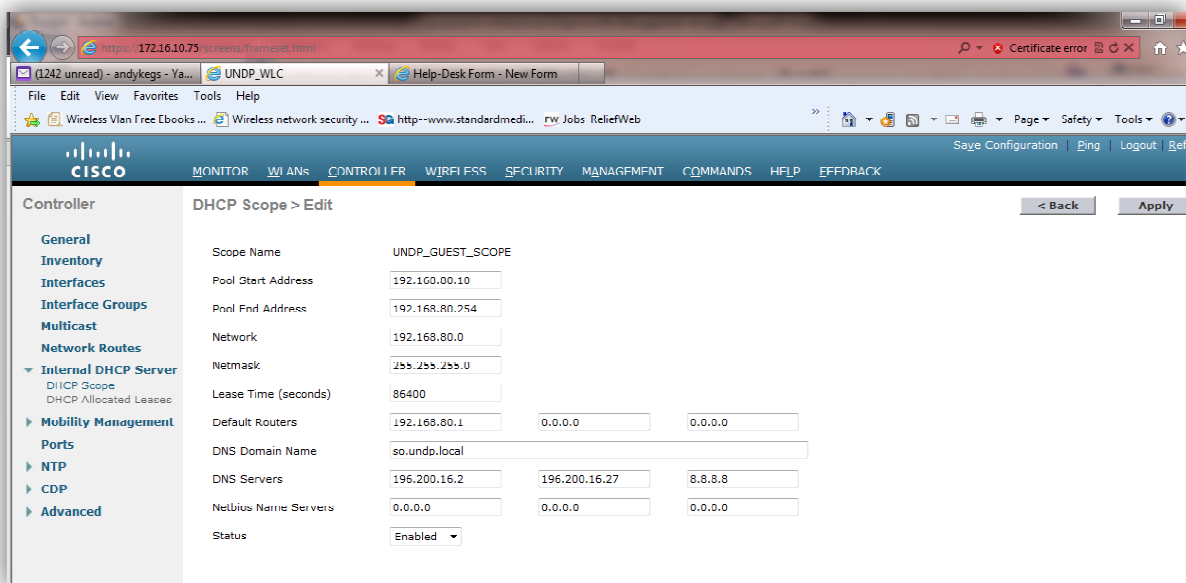 https://172.16.10.75/screens/frameset.html Certificate error
(1242 unread) - andykegs - Ya... UNDP_WLC Help-Desk Form - New Form
File Edit View Favorites Tools Help
Wireless Vlan Free Ebooks ... Wireless network security ... SG http--www.standardmedi... rw Jobs ReliefWeb » Page Safety Tools
Save Configuration | Ping | Logout | Ref
CISCO MONITOR WLANs CONTROLLER WIRELESS SECURITY MANAGEMENT COMMANDS HELP FEEDBACK
Controller
General
Inventory
Interfaces
Interface Groups
Multicast
Network Routes
Internal DHCP Server
DHCP Scope
DHCP Allocated Leases
Mobility Management
Ports
NTP
CDP
Advanced
DHCP Scope > Edit < Back Apply
Scope Name UNDP_GUEST_SCOPE
Pool Start Address 192.168.80.10
Pool End Address 192.168.80.254
Network 192.168.80.0
Netmask 255.255.255.0
Lease Time (seconds) 86400
Default Routers 192.168.80.1 0.0.0.0 0.0.0.0
DNS Domain Name so.undp.local
DNS Servers 196.200.16.2 196.200.16.27 8.8.8.8
Netbios Name Servers 0.0.0.0 0.0.0.0 0.0.0.0
Status Enabled